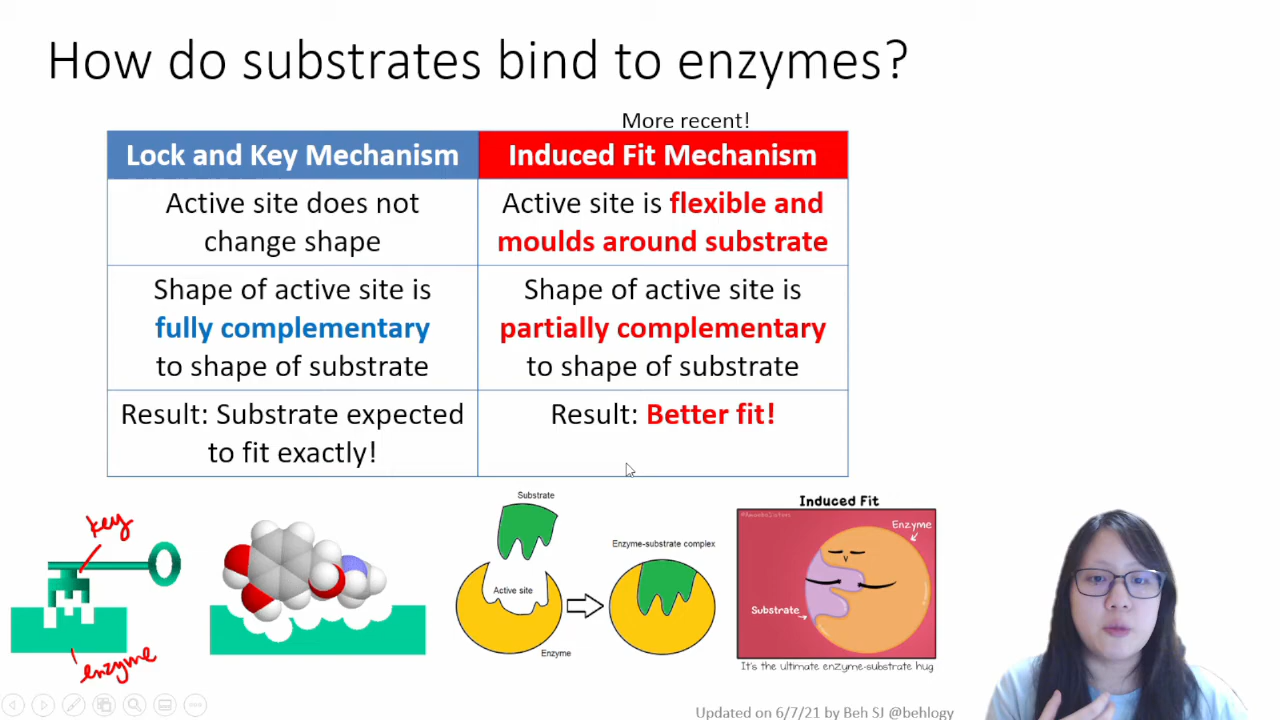 How do substrates bind to enzymes?
More recent!
Lock and Key Mechanism
Induced Fit Mechanism
Active site does not
change shape
Active site is flexible and
moulds around substrate
Shape of active site is
fully complementary
to shape of substrate
Shape of active site is
partially complementary
to shape of substrate
Result: Substrate expected
to fit exactly!
Result: Better fit!
key
enzyme
Substrate
Active site
Enzyme
Enzyme-substrate complex
Induced Fit
Enzyme
Substrate
It's the ultimate enzyme-substrate hug
Updated on 6/7/21 by Beh SJ @behlogy